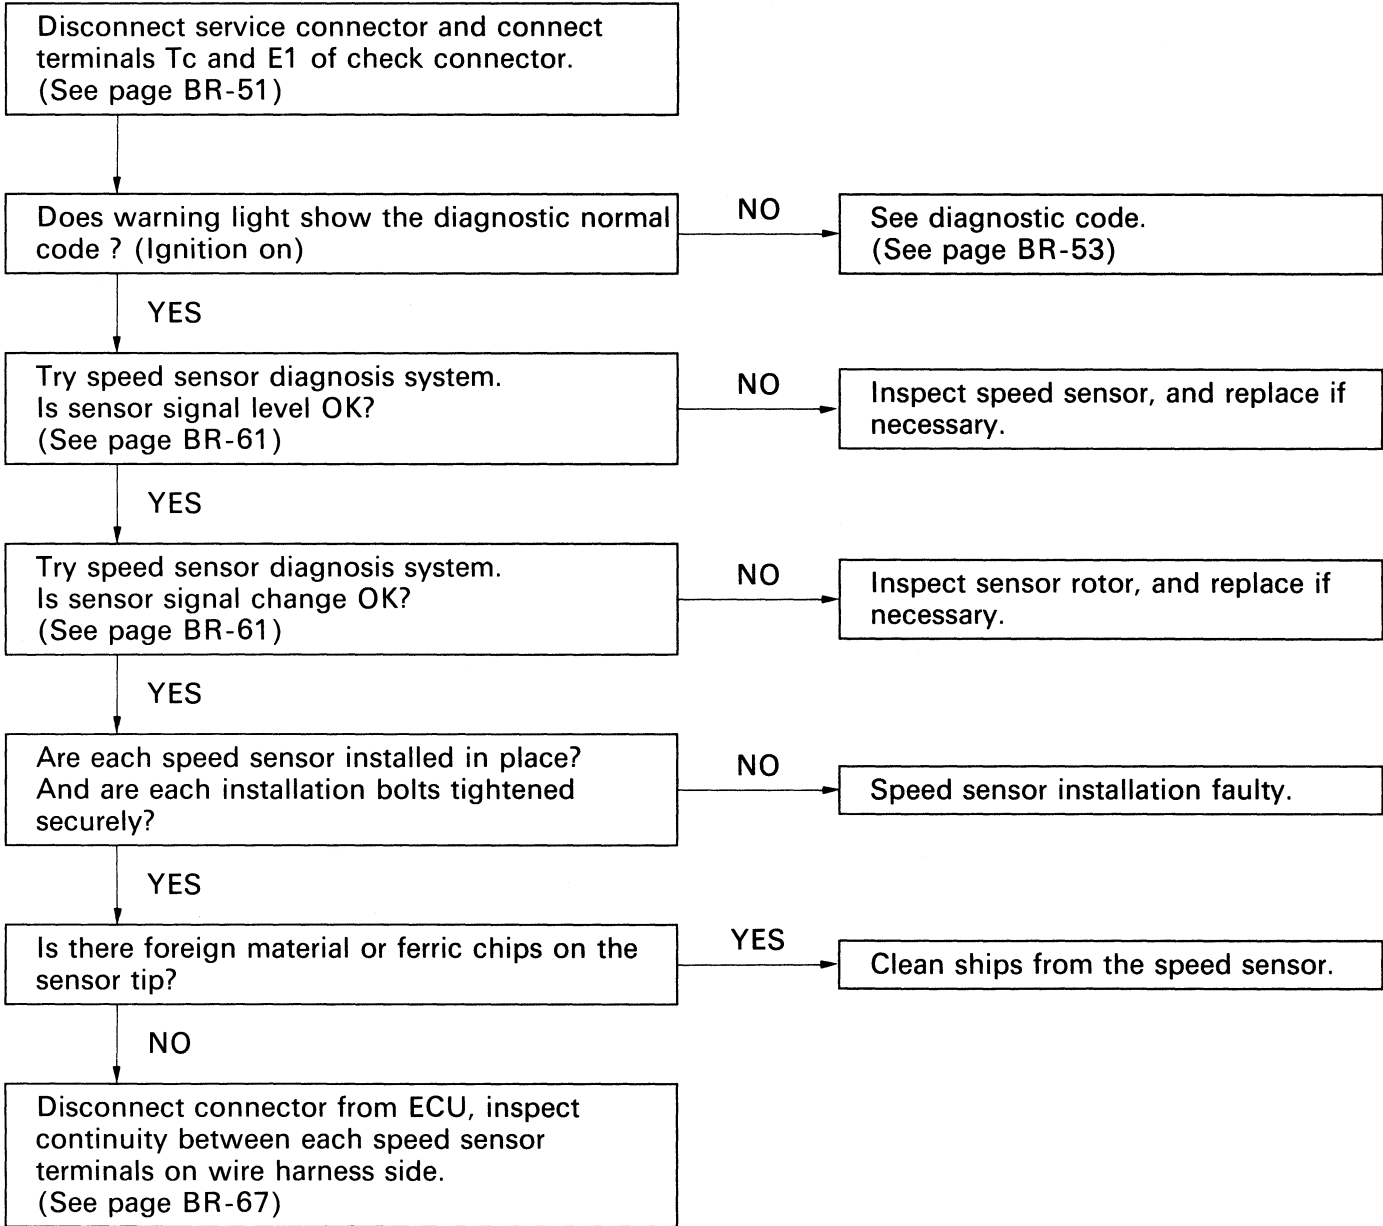 Disconnect service connector and connect
terminals Tc and E1 of check connector.
(See page BR-51)
Does warning light show the diagnostic normal
code ? (Ignition on)
NO
See diagnostic code.
(See page BR-53)
YES
Try speed sensor diagnosis system.
Is sensor signal level OK?
(See page BR-61)
NO
Inspect speed sensor, and replace if
necessary.
YES
Try speed sensor diagnosis system.
Is sensor signal change OK?
(See page BR-61)
NO
Inspect sensor rotor, and replace if
necessary.
YES
Are each speed sensor installed in place?
And are each installation bolts tightened
securely?
NO
Speed sensor installation faulty.
YES
Is there foreign material or ferric chips on the
sensor tip?
YES
Clean ships from the speed sensor.
NO
Disconnect connector from ECU, inspect
continuity between each speed sensor
terminals on wire harness side.
(See page BR-67)